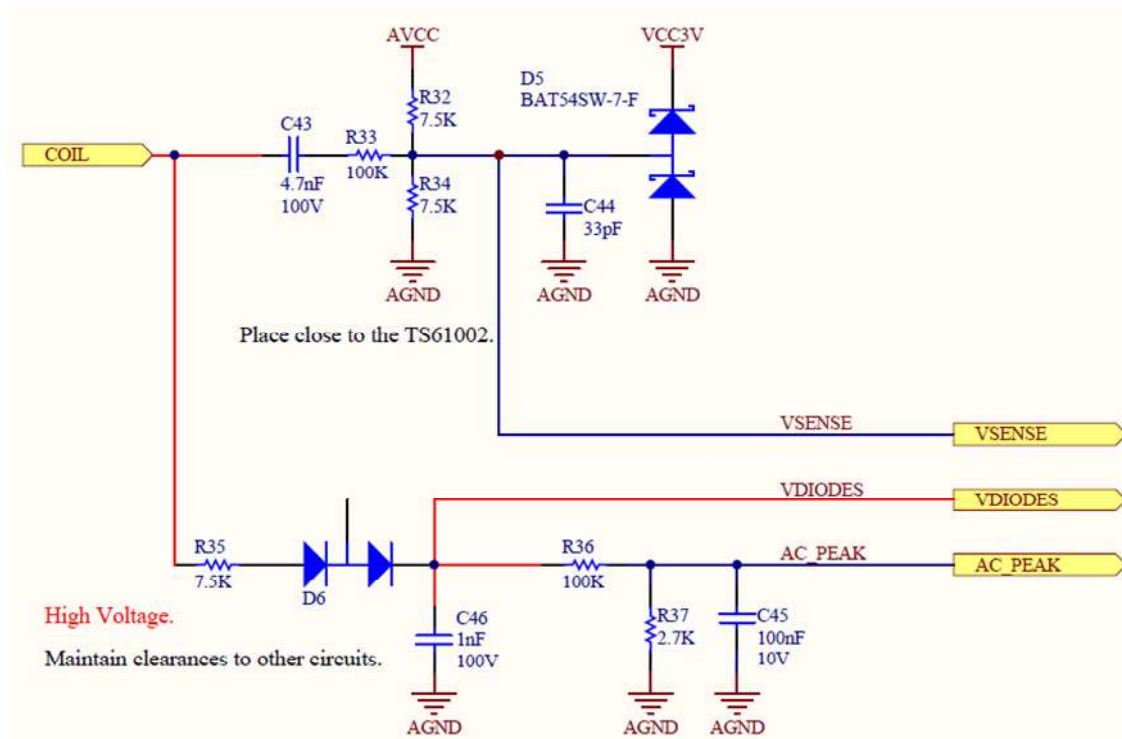 AVCC
VCC3V
D5
BAT54SW-7-F
R32
7.5K
C43
R33
COIL
100K
4.7nF
100V
R34
7.5K
C44
33pF
AGND
AGND
AGND
Place close to the TS61002.
VSENSE
VSENSE
VDIODES
VDIODES
R35
7.5K
D6
R36
100K
AC_PEAK
AC_PEAK
High Voltage.
Maintain clearances to other circuits.
C46
1nF
100V
R37
2.7K
C45
100nF
10V
AGND
AGND
AGND